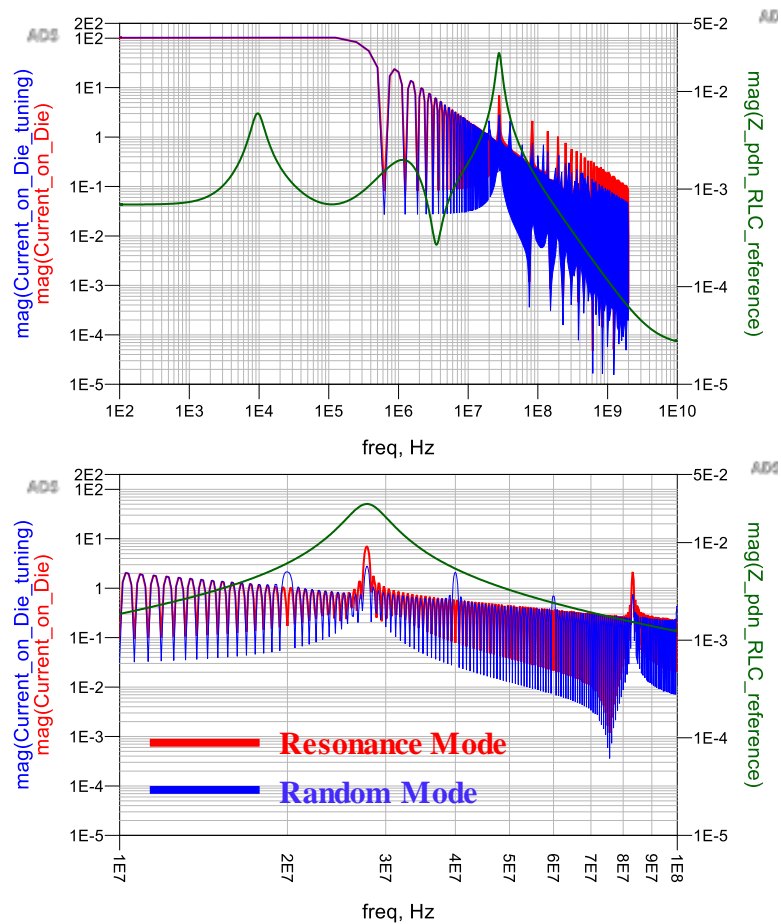 ADS
ADS
2E2
1E2
1E1
1
1E-1
1E-2
1E-3
1E-4
1E-5
5E-2
1E-2
1E-3
1E-4
1E-5
mag(Current_on_Die_tuning)
mag(Current_on_Die)
mag(Z_pdn_RLC_reference)
1E2 1E3 1E4 1E5 1E6 1E7 1E8 1E9 1E10
freq, Hz
ADS
ADS
2E2
1E2
1E1
1
1E-1
1E-2
1E-3
1E-4
1E-5
5E-2
1E-2
1E-3
1E-4
1E-5
mag(Current_on_Die_tuning)
mag(Current_on_Die)
mag(Z_pdn_RLC_reference)
Resonance Mode
Random Mode
1E7 2E7 3E7 4E7 5E7 6E7 7E7 8E7 9E7 1E8
freq, Hz